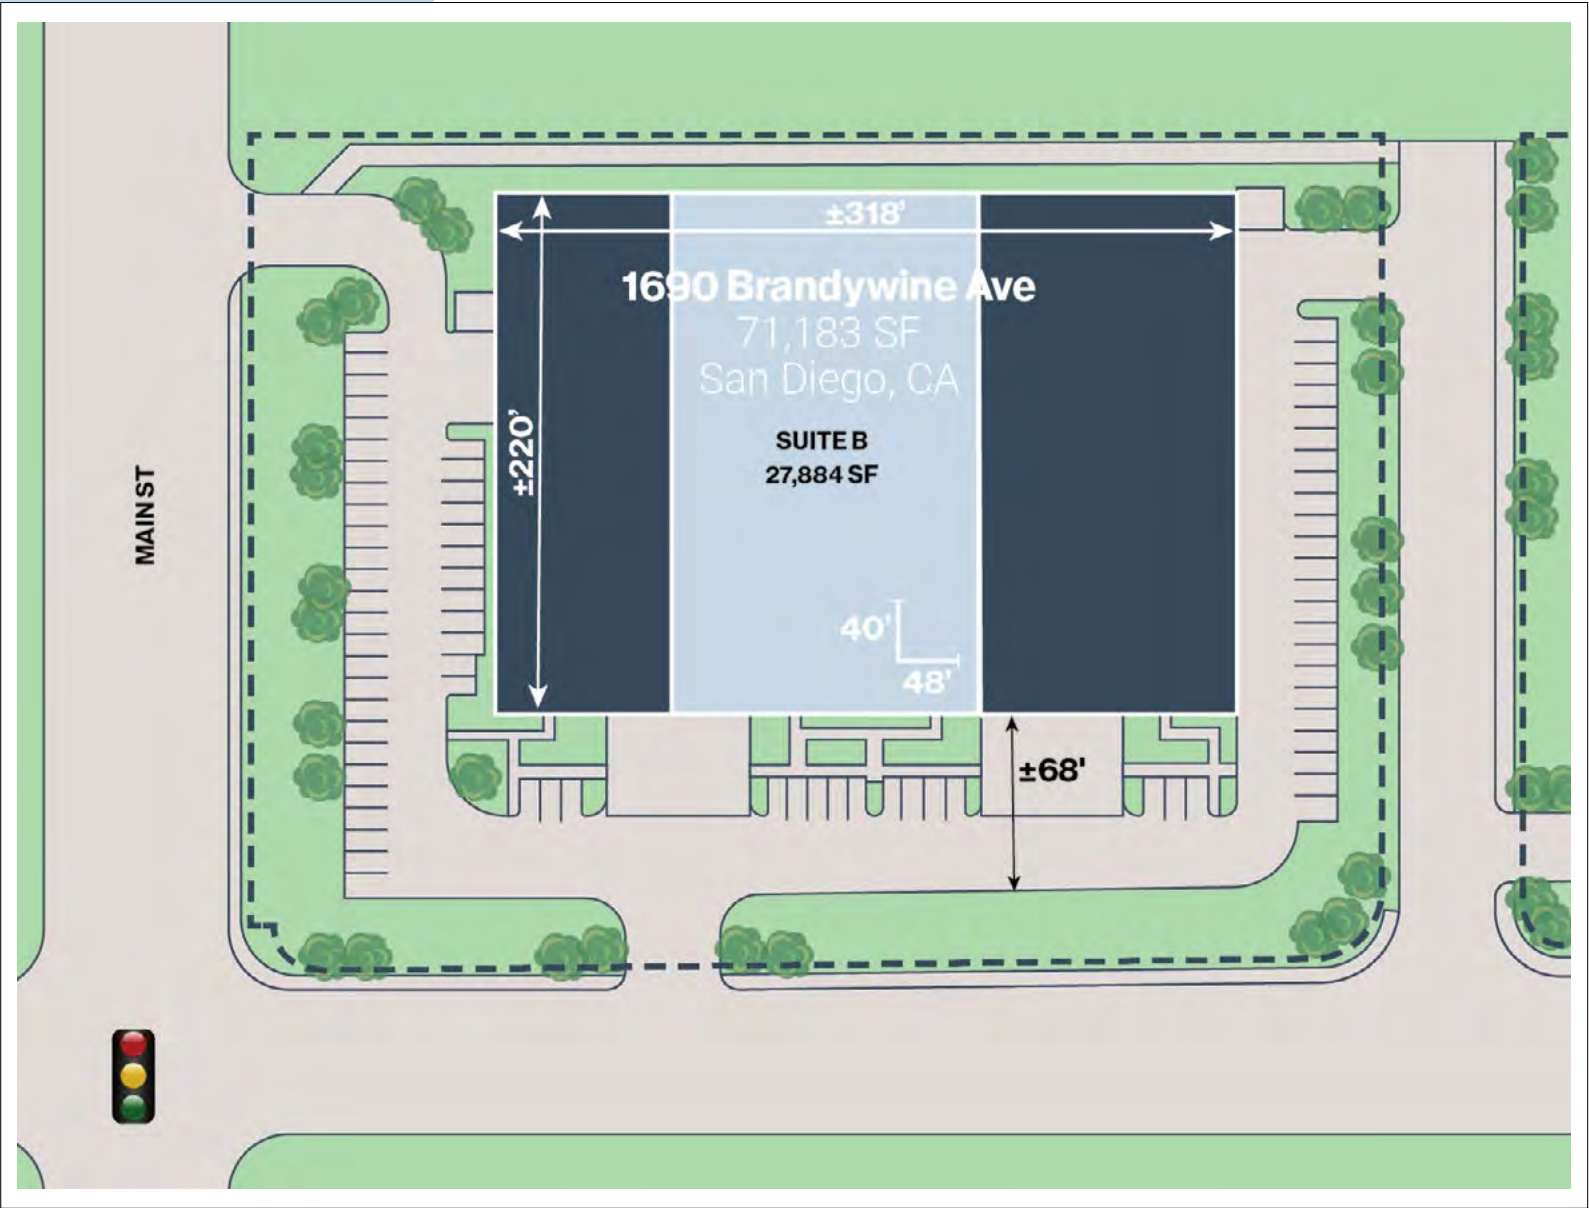 ±318'
1690 Brandywine Ave
71,183 SF
San Diego, CA
±220'
SUITE B
27,884 SF
MAIN ST
40'
48'
±68'